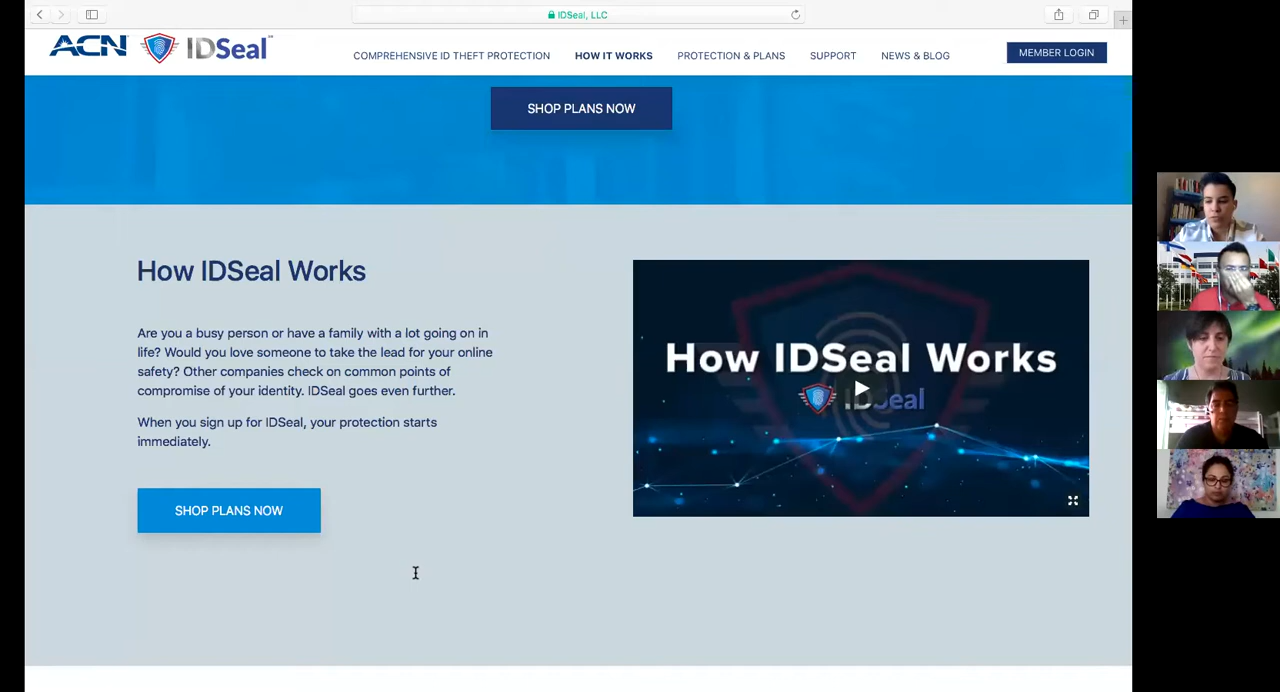 IDSeal, LLC
ACN IDSeal
COMPREHENSIVE ID THEFT PROTECTION HOW IT WORKS PROTECTION & PLANS SUPPORT NEWS & BLOG MEMBER LOGIN
SHOP PLANS NOW
How IDSeal Works
Are you a busy person or have a family with a lot going on in
life? Would you love someone to take the lead for your online
safety? Other companies check on common points of
compromise of your identity. IDSeal goes even further.
When you sign up for IDSeal, your protection starts
immediately.
SHOP PLANS NOW
How IDSeal Works
IDSeal